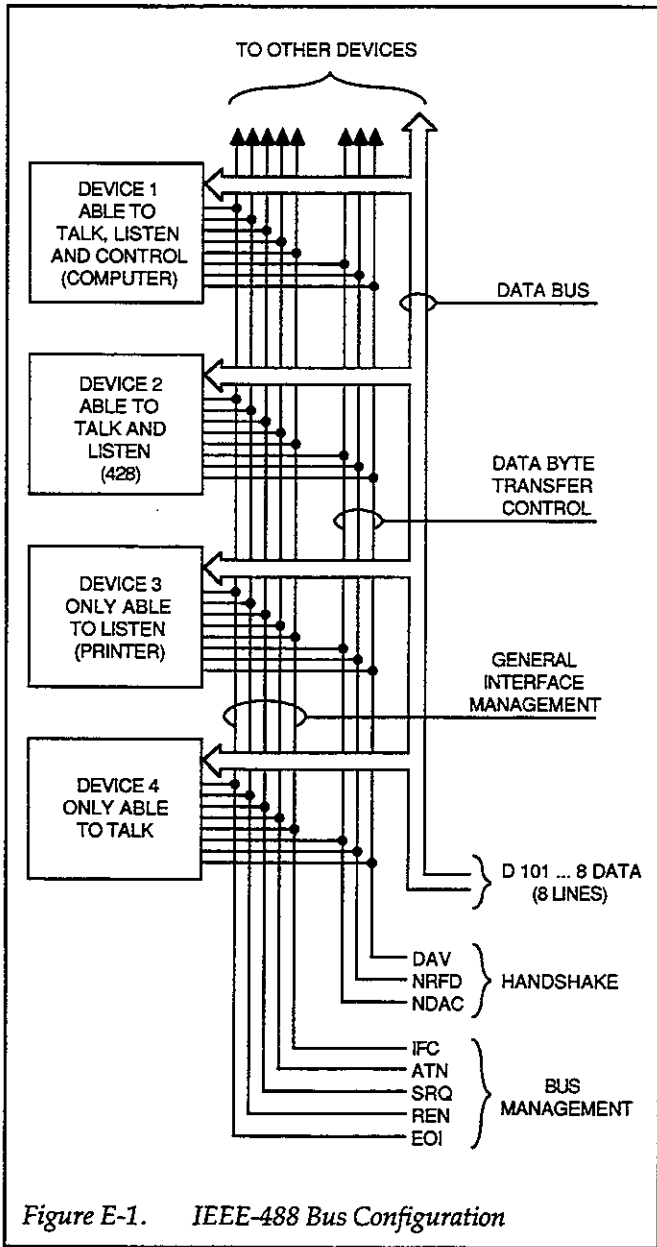 TO OTHER DEVICES
DEVICE 1
ABLE TO
TALK, LISTEN
AND CONTROL
(COMPUTER)
DATA BUS
DEVICE 2
ABLE TO
TALK AND
LISTEN
(428)
DATA BYTE
TRANSFER
CONTROL
DEVICE 3
ONLY ABLE
TO LISTEN
(PRINTER)
GENERAL
INTERFACE
MANAGEMENT
DEVICE 4
ONLY ABLE
TO TALK
D 101 ... 8 DATA
(8 LINES)
DAV
NRFD
NDAC
HANDSHAKE
IFC
ATN
SRQ
REN
EOI
BUS
MANAGEMENT
Figure E-1. IEEE-488 Bus Configuration